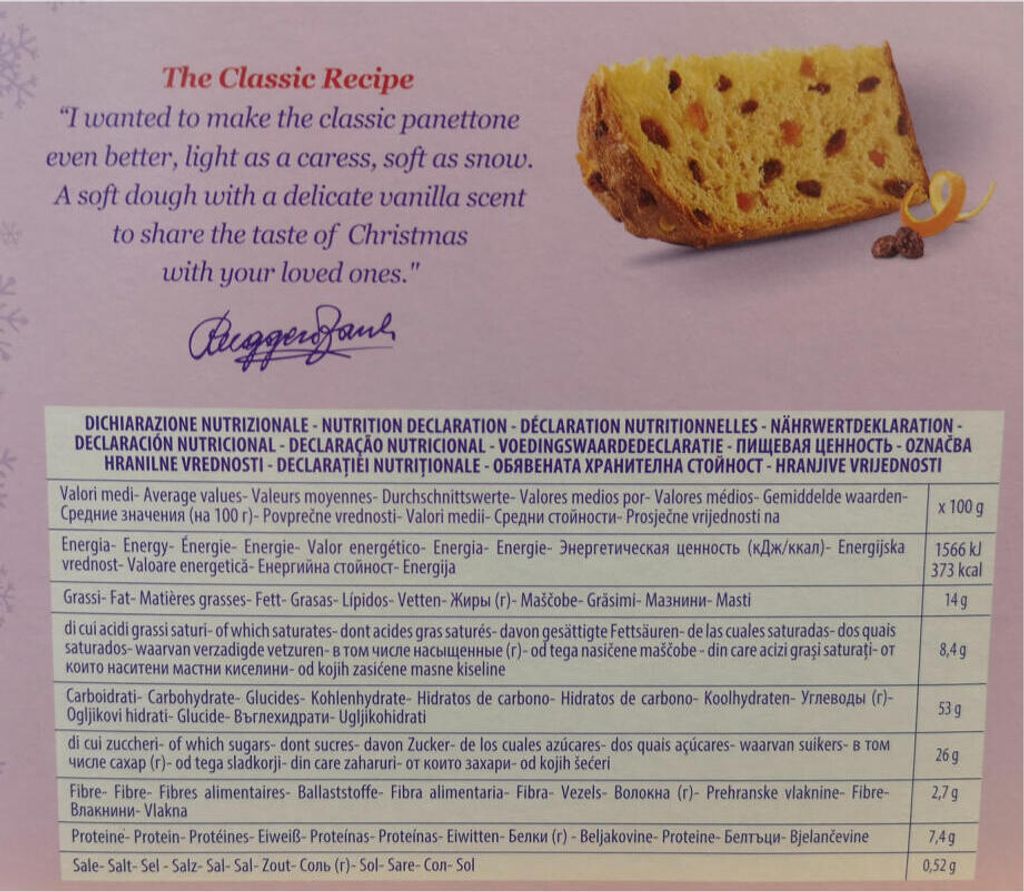 The Classic Recipe
“I wanted to make the classic panettone
even better, light as a caress, soft as snow.
A soft dough with a delicate vanilla scent
to share the taste of Christmas
with your loved ones."
DICHIARAZIONE NUTRIZIONALE - NUTRITION DECLARATION - DÉCLARATION NUTRITIONNELLES - NÄHRWERTDEKLARATION -
DECLARACIÓN NUTRICIONAL - DECLARAÇÃO NUTRICIONAL - VOEDINGSWAARDEDECLARATIE - ПИЩЕВАЯ ЦЕННОСТЬ - OZNAČBA
HRANILNE VREDNOSTI - DECLARAȚIEI NUTRIȚIONALE - ОБЯВЕНАТА ХРАНИТЕЛНА СТОЙНОСТ - HRANJIVE VRIJEDNOSTI
Valori medi- Average values- Valeurs moyennes- Durchschnittswerte- Valores medios por- Valores médios- Gemiddelde waarden-
Средние значения (на 100 г)- Povprečne vrednosti- Valori medii- Средни стойности- Prosječne vrijednosti na
x 100 g
Energia- Energy- Énergie- Energie- Valor energético- Energia- Energie- Энергетическая ценность (кДж/ккал)- Energijska
vrednost- Valoare energetică- Енергийна стойност- Energija
1566 kJ
373 kcal
Grassi- Fat- Matières grasses- Fett- Grasas- Lípidos- Vetten- Жиры (г)- Maščobe- Grăsimi- Мазнини- Masti
14 g
di cui acidi grassi saturi- of which saturates- dont acides gras saturés- davon gesättigte Fettsäuren- de las cuales saturadas- dos quais
saturados- waarvan verzadigde vetzuren- в том числе насыщенные (г)- od tega nasičene maščobe - din care acizi grași saturați- от
които наситени мастни киселини- od kojih zasićene masne kiseline
8,4 g
Carboidrati- Carbohydrate- Glucides- Kohlenhydrate- Hidratos de carbono- Hidratos de carbono- Koolhydraten- Углеводы (г)-
Ogljikovi hidrati- Glucide- Въглехидрати- Ugljikohidrati
53 g
di cui zuccheri- of which sugars- dont sucres- davon Zucker- de los cuales azúcares- dos quais açúcares- waarvan suikers- в том
числе сахар (г)- od tega sladkorji- din care zaharuri- от които захари- od kojih šećeri
26 g
Fibre- Fibre- Fibres alimentaires- Ballaststoffe- Fibra alimentaria- Fibra- Vezels- Волокна (г)- Prehranske vlaknine- Fibre-
Влакнини- Vlakna
2,7 g
Proteine- Protein- Protéines- Eiweiß- Proteínas- Proteínas- Eiwitten- Белки (г) - Beljakovine- Proteine- Белтъци- Bjelančevine
7,4 g
Sale- Salt- Sel - Salz- Sal- Sal- Zout- Соль (г)- Sol- Sare- Сол- Sol
0,52 g